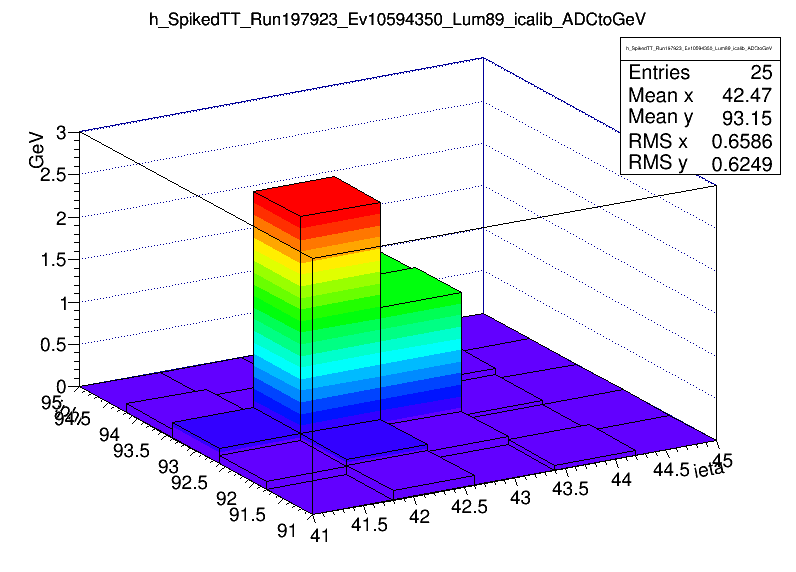 h_SpikedTT_Run197923_Ev10594350_Lum89_icalib_ADCtoGeV
h_SpikedTT_Run197923_Ev10594350_Lum89_icalib_ADCtoGeV
Entries 25
Mean x 42.47
Mean y 93.15
RMS x 0.6586
RMS y 0.6249
GeV
3
2.5
2
1.5
1
0.5
0
95
94.5
94
93.5
93
92.5
92
91.5
91
41
41.5
42
42.5
43
43.5
44
44.5
45
ieta